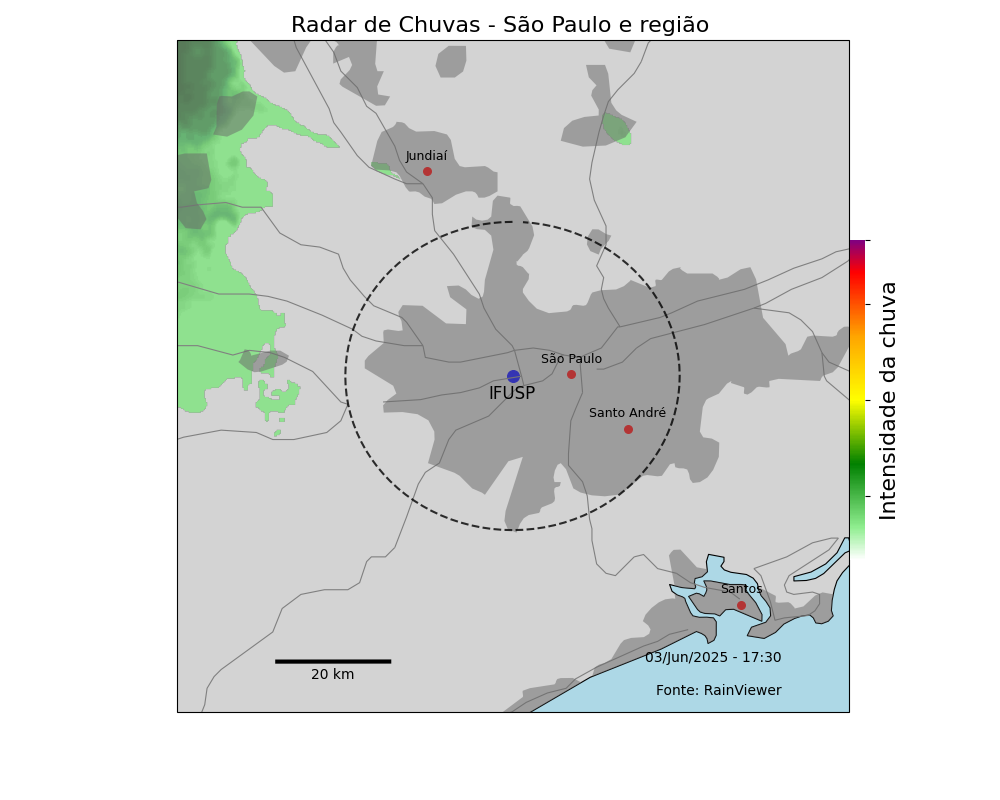 Radar de Chuvas - São Paulo e região
Jundiaí
São Paulo
IFUSP
Santo André
Intensidade da chuva
Santos
03/Jun/2025 - 17:30
20 km
Fonte: RainViewer